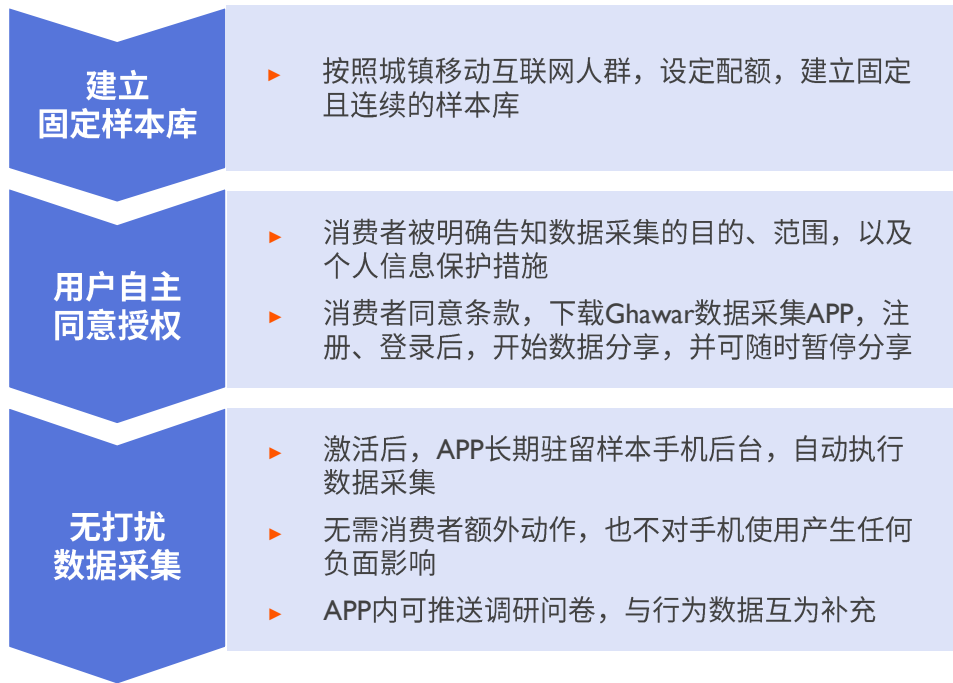 建立
固定样本库
按照城镇移动互联网人群，设定配额，建立固定
且连续的样本库
用户自主
同意授权
消费者被明确告知数据采集的目的、范围，以及
个人信息保护措施
消费者同意条款，下载Ghawar数据采集APP，注
册、登录后，开始数据分享，并可随时暂停分享
无打扰
数据采集
激活后，APP长期驻留样本手机后台，自动执行
数据采集
无需消费者额外动作，也不对手机使用产生任何
负面影响
APP内可推送调研问卷，与行为数据互为补充